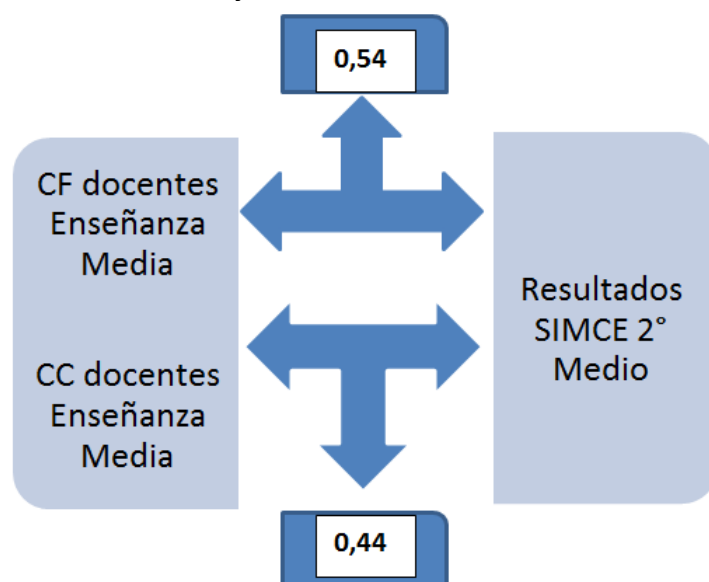 0,54
CF docentes
Enseñanza
Media
CC docentes
Enseñanza
Media
Resultados
SIMCE 2°
Medio
0,44